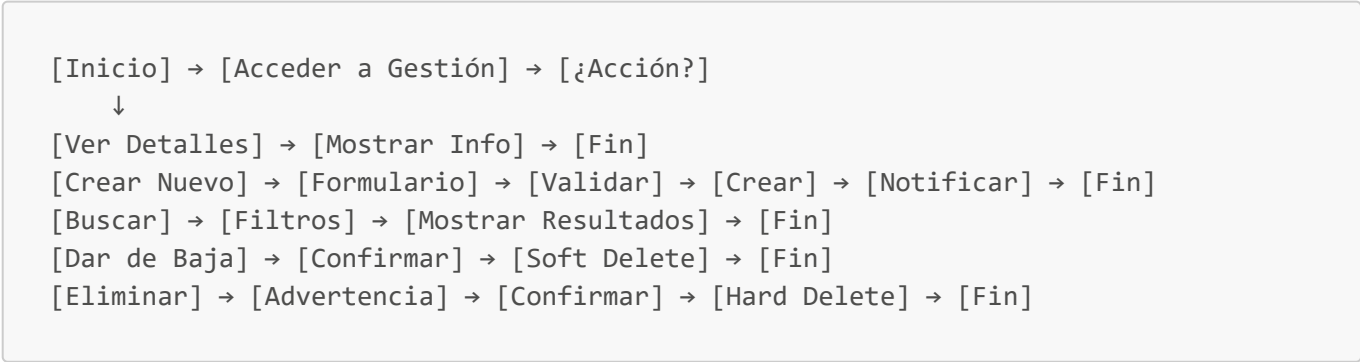 [Inicio] → [Acceder a Gestión] → [¿Acción?]
↓
[Ver Detalles] → [Mostrar Info] → [Fin]
[Crear Nuevo] → [Formulario] → [Validar] → [Crear] → [Notificar] → [Fin]
[Buscar] → [Filtros] → [Mostrar Resultados] → [Fin]
[Dar de Baja] → [Confirmar] → [Soft Delete] → [Fin]
[Eliminar] → [Advertencia] → [Confirmar] → [Hard Delete] → [Fin]